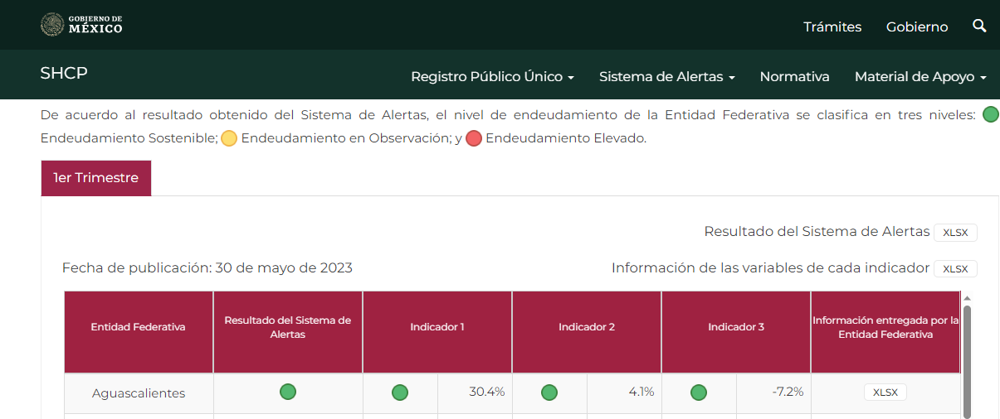 GOBIERNO DE
MÉXICO
Trámites
Gobierno
SHCP
Registro Público Único
Sistema de Alertas
Normativa
Material de Apoyo
De acuerdo al resultado obtenido del Sistema de Alertas, el nivel de endeudamiento de la Entidad Federativa se clasifica en tres niveles:
Endeudamiento Sostenible; Endeudamiento en Observación; y Endeudamiento Elevado.
1er Trimestre
Resultado del Sistema de Alertas XLSX
Fecha de publicación: 30 de mayo de 2023
Información de las variables de cada indicador XLSX
Entidad Federativa
Resultado del Sistema de
Alertas
Indicador 1
Indicador 2
Indicador 3
Información entregada por la
Entidad Federativa
Aguascalientes
30.4%
4.1%
-7.2%
XLSX